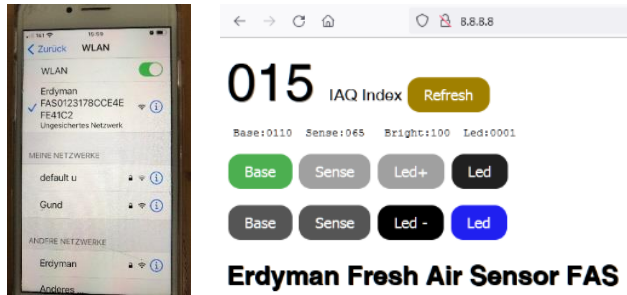 10:59
Zurück WLAN
WLAN
Erdyman
FAS0123178CCE4E
FE41C2
Ungesichertes Netzwerk
MEINE NETZWERKE
default u
Gund
ANDERE NETZWERKE
Erdyman
Anderes
8.8.8.8
015 IAQ Index Refresh
Base:0110 Sense:065 Bright:100 Led:0001
Base Sense Led+ Led
Base Sense Led - Led
Erdyman Fresh Air Sensor FAS